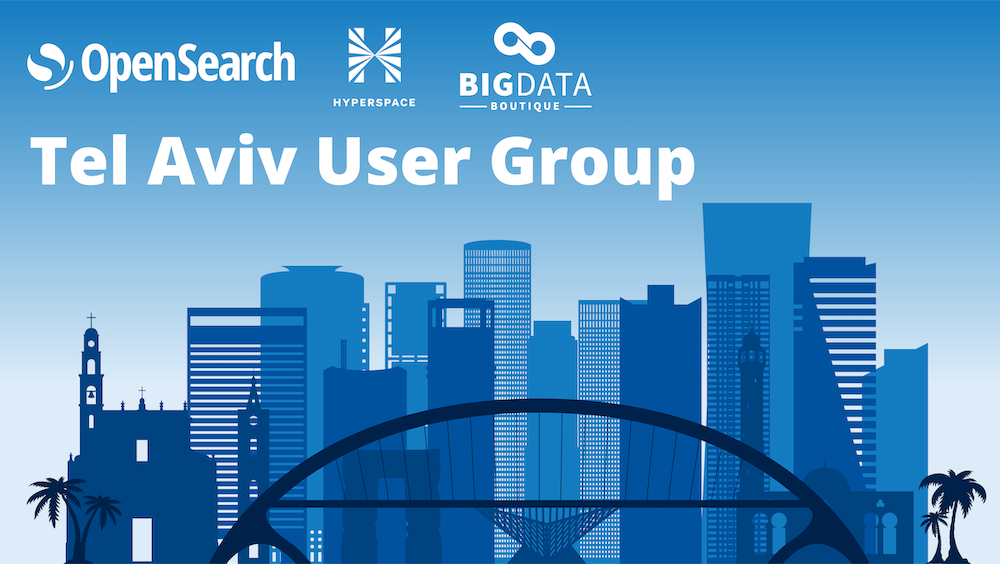 OpenSearch
HYPERSPACE
BIGDATA
BOUTIQUE
Tel Aviv User Group